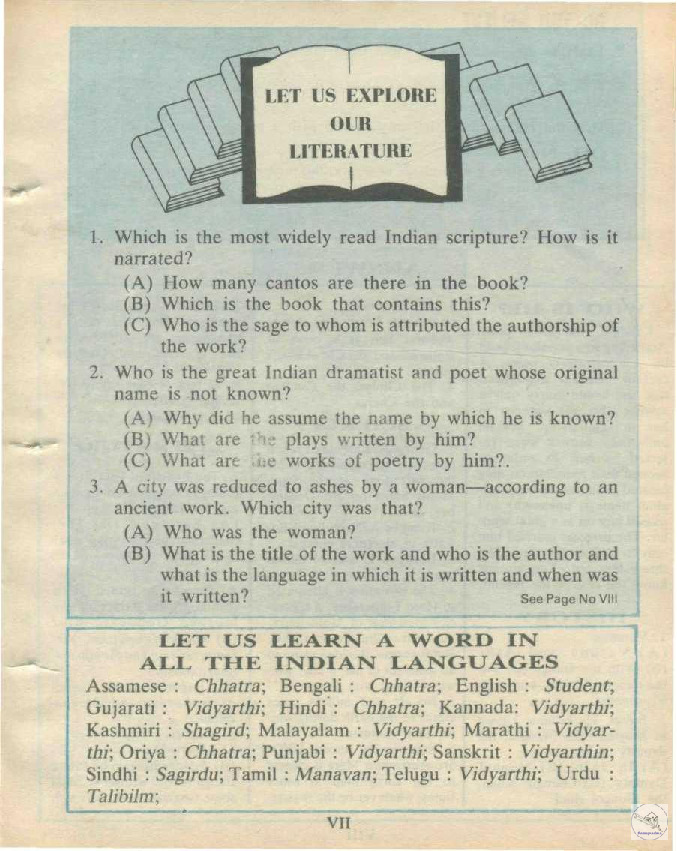 LET US EXPLORE
OUR
LITERATURE
1. Which is the most widely read Indian scripture? How is it
narrated?
(A) How many cantos are there in the book?
(B) Which is the book that contains this?
(C) Who is the sage to whom is attributed the authorship of
the work?
2. Who is the great Indian dramatist and poet whose original
name is not known?
(A) Why did he assume the name by which he is known?
(B) What are the plays written by him?
(C) What are the works of poetry by him?.
3. A city was reduced to ashes by a woman—according to an
ancient work. Which city was that?
(A) Who was the woman?
(B) What is the title of the work and who is the author and
what is the language in which it is written and when was
it written? See Page No VIII
LET US LEARN A WORD IN
ALL THE INDIAN LANGUAGES
Assamese : Chhatra; Bengali : Chhatra; English : Student;
Gujarati : Vidyarthi; Hindi : Chhatra; Kannada: Vidyarthi;
Kashmiri : Shagird; Malayalam : Vidyarthi; Marathi : Vidyar-
thi; Oriya : Chhatra; Punjabi : Vidyarthi; Sanskrit : Vidyarthin;
Sindhi : Sagirdu; Tamil : Manavan; Telugu : Vidyarthi; Urdu :
Talibilm;
VII